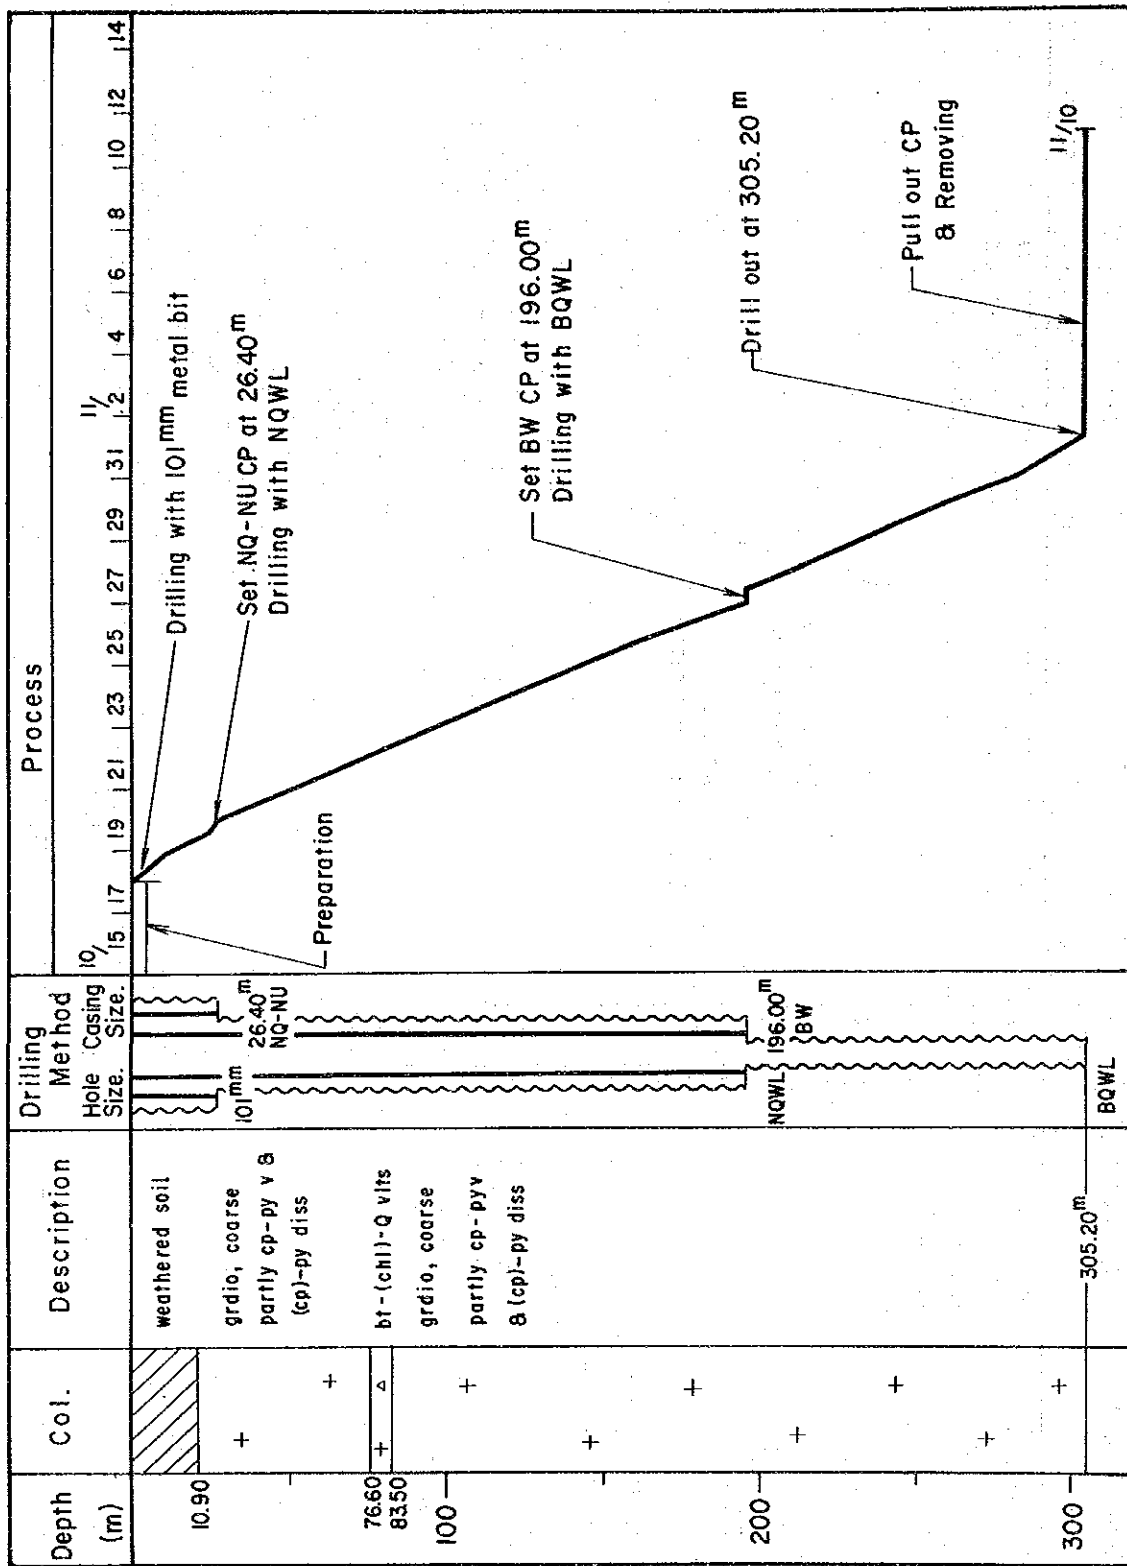 Depth
(m)
Col.
Description
Drilling
Method
Hole Casing
Size. Size.
Process
10/ 11/
15 17 19 21 23 25 27 29 31 2 4 6 8 10 12 14
10.90
76.60
83.50
100
200
300
weathered soil
grdio, coarse
partly cp-py v &
(cp)-py diss
bt-(chl)-Q vlts
grdio, coarse
partly cp-pyv
& (cp)-py diss
305.20m
101mm
26.40m
NQ-NU
NQWL
196.00m
BW
BQWL
Preparation
Drilling with 101mm metal bit
Set NQ-NU CP at 26.40m
Drilling with NQWL
Set BW CP at 196.00m
Drilling with BQWL
Drill out at 305.20m
Pull out CP
& Removing
11/10